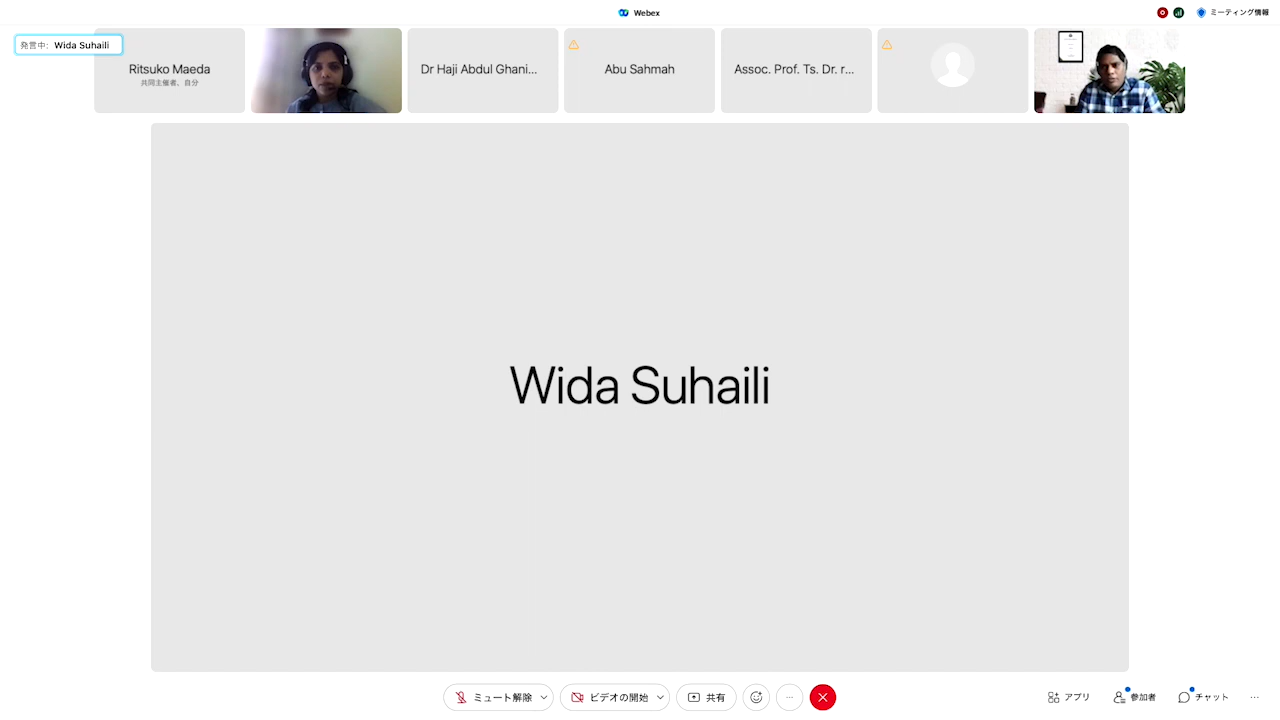 Webex
ミーティング情報
発言中: Wida Suhaili
Ritsuko Maeda
共同主催者、自分
Dr Haji Abdul Ghani...
Abu Sahmah
Assoc. Prof. Ts. Dr. r...
Wida Suhaili
ミュート解除
ビデオの開始
共有
アプリ
参加者
チャット